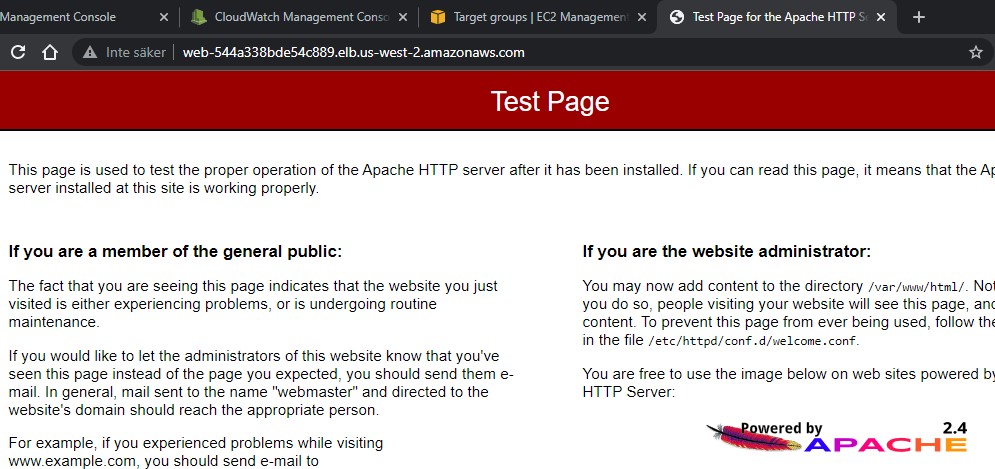 Management Console
CloudWatch Management Conso
Target groups | EC2 Management
Test Page for the Apache HTTP S
Inte säker
web-544a338bde54c889.elb.us-west-2.amazonaws.com
Test Page
This page is used to test the proper operation of the Apache HTTP server after it has been installed. If you can read this page, it means that the Ap
server installed at this site is working properly.
If you are a member of the general public:
The fact that you are seeing this page indicates that the website you just
visited is either experiencing problems, or is undergoing routine
maintenance.
If you would like to let the administrators of this website know that you've
seen this page instead of the page you expected, you should send them e-
mail. In general, mail sent to the name "webmaster" and directed to the
website's domain should reach the appropriate person.
For example, if you experienced problems while visiting
www.example.com, you should send e-mail to
If you are the website administrator:
You may now add content to the directory /var/www/html/. Not
you do so, people visiting your website will see this page, and
content. To prevent this page from ever being used, follow the
in the file /etc/httpd/conf.d/welcome.conf.
You are free to use the image below on web sites powered by
HTTP Server:
Powered by 2.4
APACHE